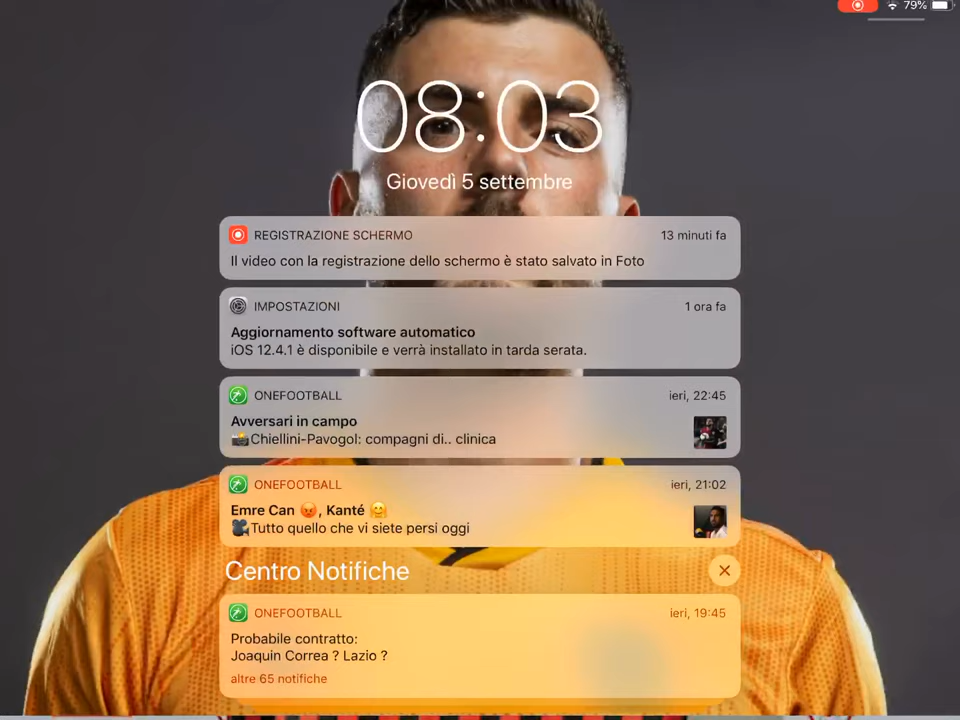 79%
08:03
Giovedì 5 settembre
REGISTRAZIONE SCHERMO 13 minuti fa
Il video con la registrazione dello schermo è stato salvato in Foto
IMPOSTAZIONI 1 ora fa
Aggiornamento software automatico
iOS 12.4.1 è disponibile e verrà installato in tarda serata.
ONEFOOTBALL ieri, 22:45
Avversari in campo
📸Chiellini-Pavogol: compagni di.. clinica
ONEFOOTBALL ieri, 21:02
Emre Can 😡, Kanté 🤗
🎥Tutto quello che vi siete persi oggi
Centro Notifiche
ONEFOOTBALL ieri, 19:45
Probabile contratto:
Joaquin Correa ? Lazio ?
altre 65 notifiche